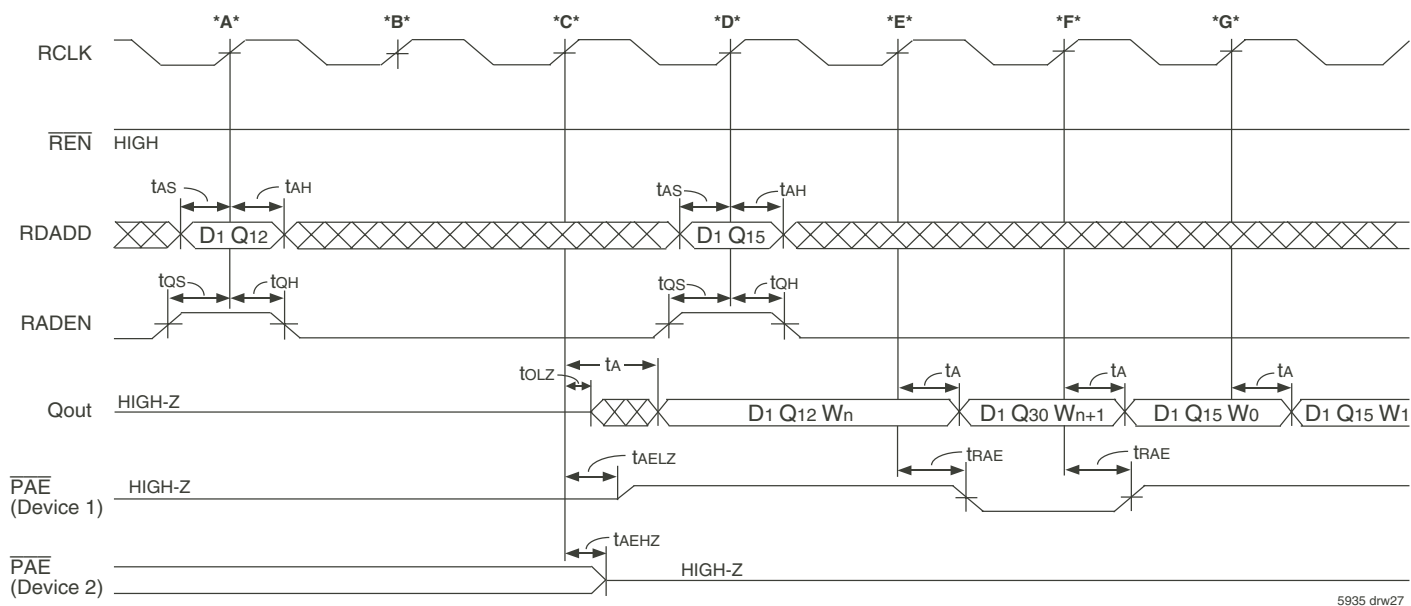 *A* *B* *C* *D* *E* *F* *G*
RCLK
REN HIGH
tAS tAH tAS tAH
RDADD D1 Q12 D1 Q15
tQS tQH tQS tQH
RADEN
tOLZ tA tA tA tA
Qout HIGH-Z D1 Q12 Wn D1 Q30 Wn+1 D1 Q15 W0 D1 Q15 W1
tAELZ tRAE tRAE
PAE HIGH-Z
(Device 1)
tAEHZ
PAE HIGH-Z
(Device 2)
5935 drw27